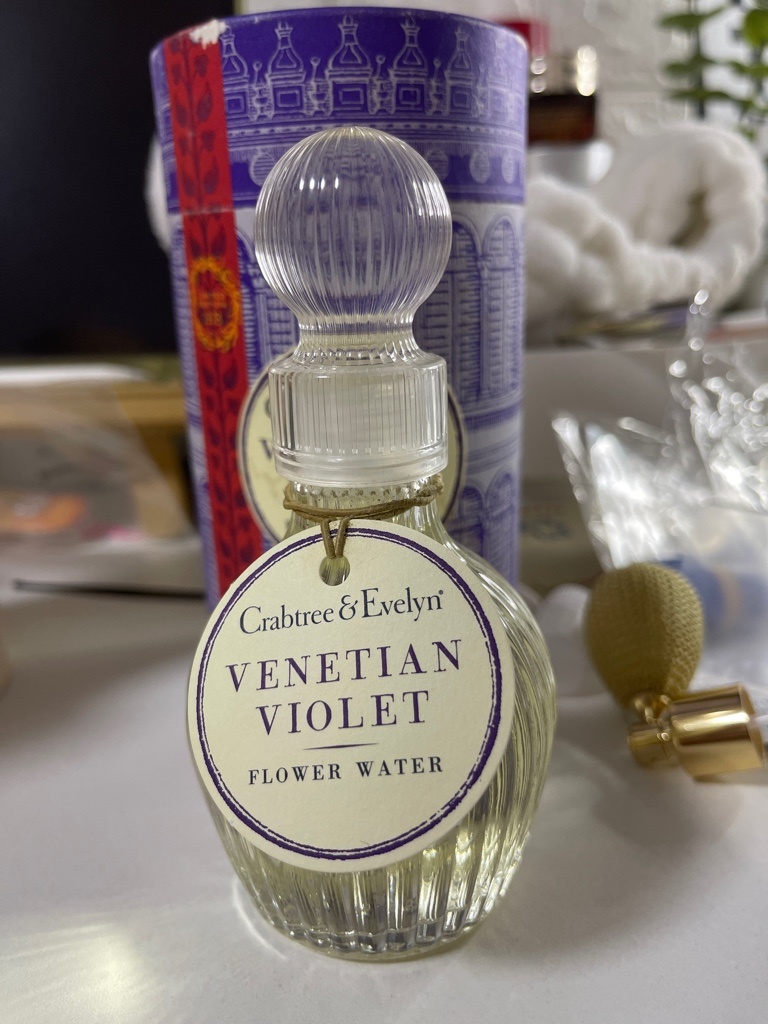 Crabtree & Evelyn®
VENETIAN
VIOLET
FLOWER WATER